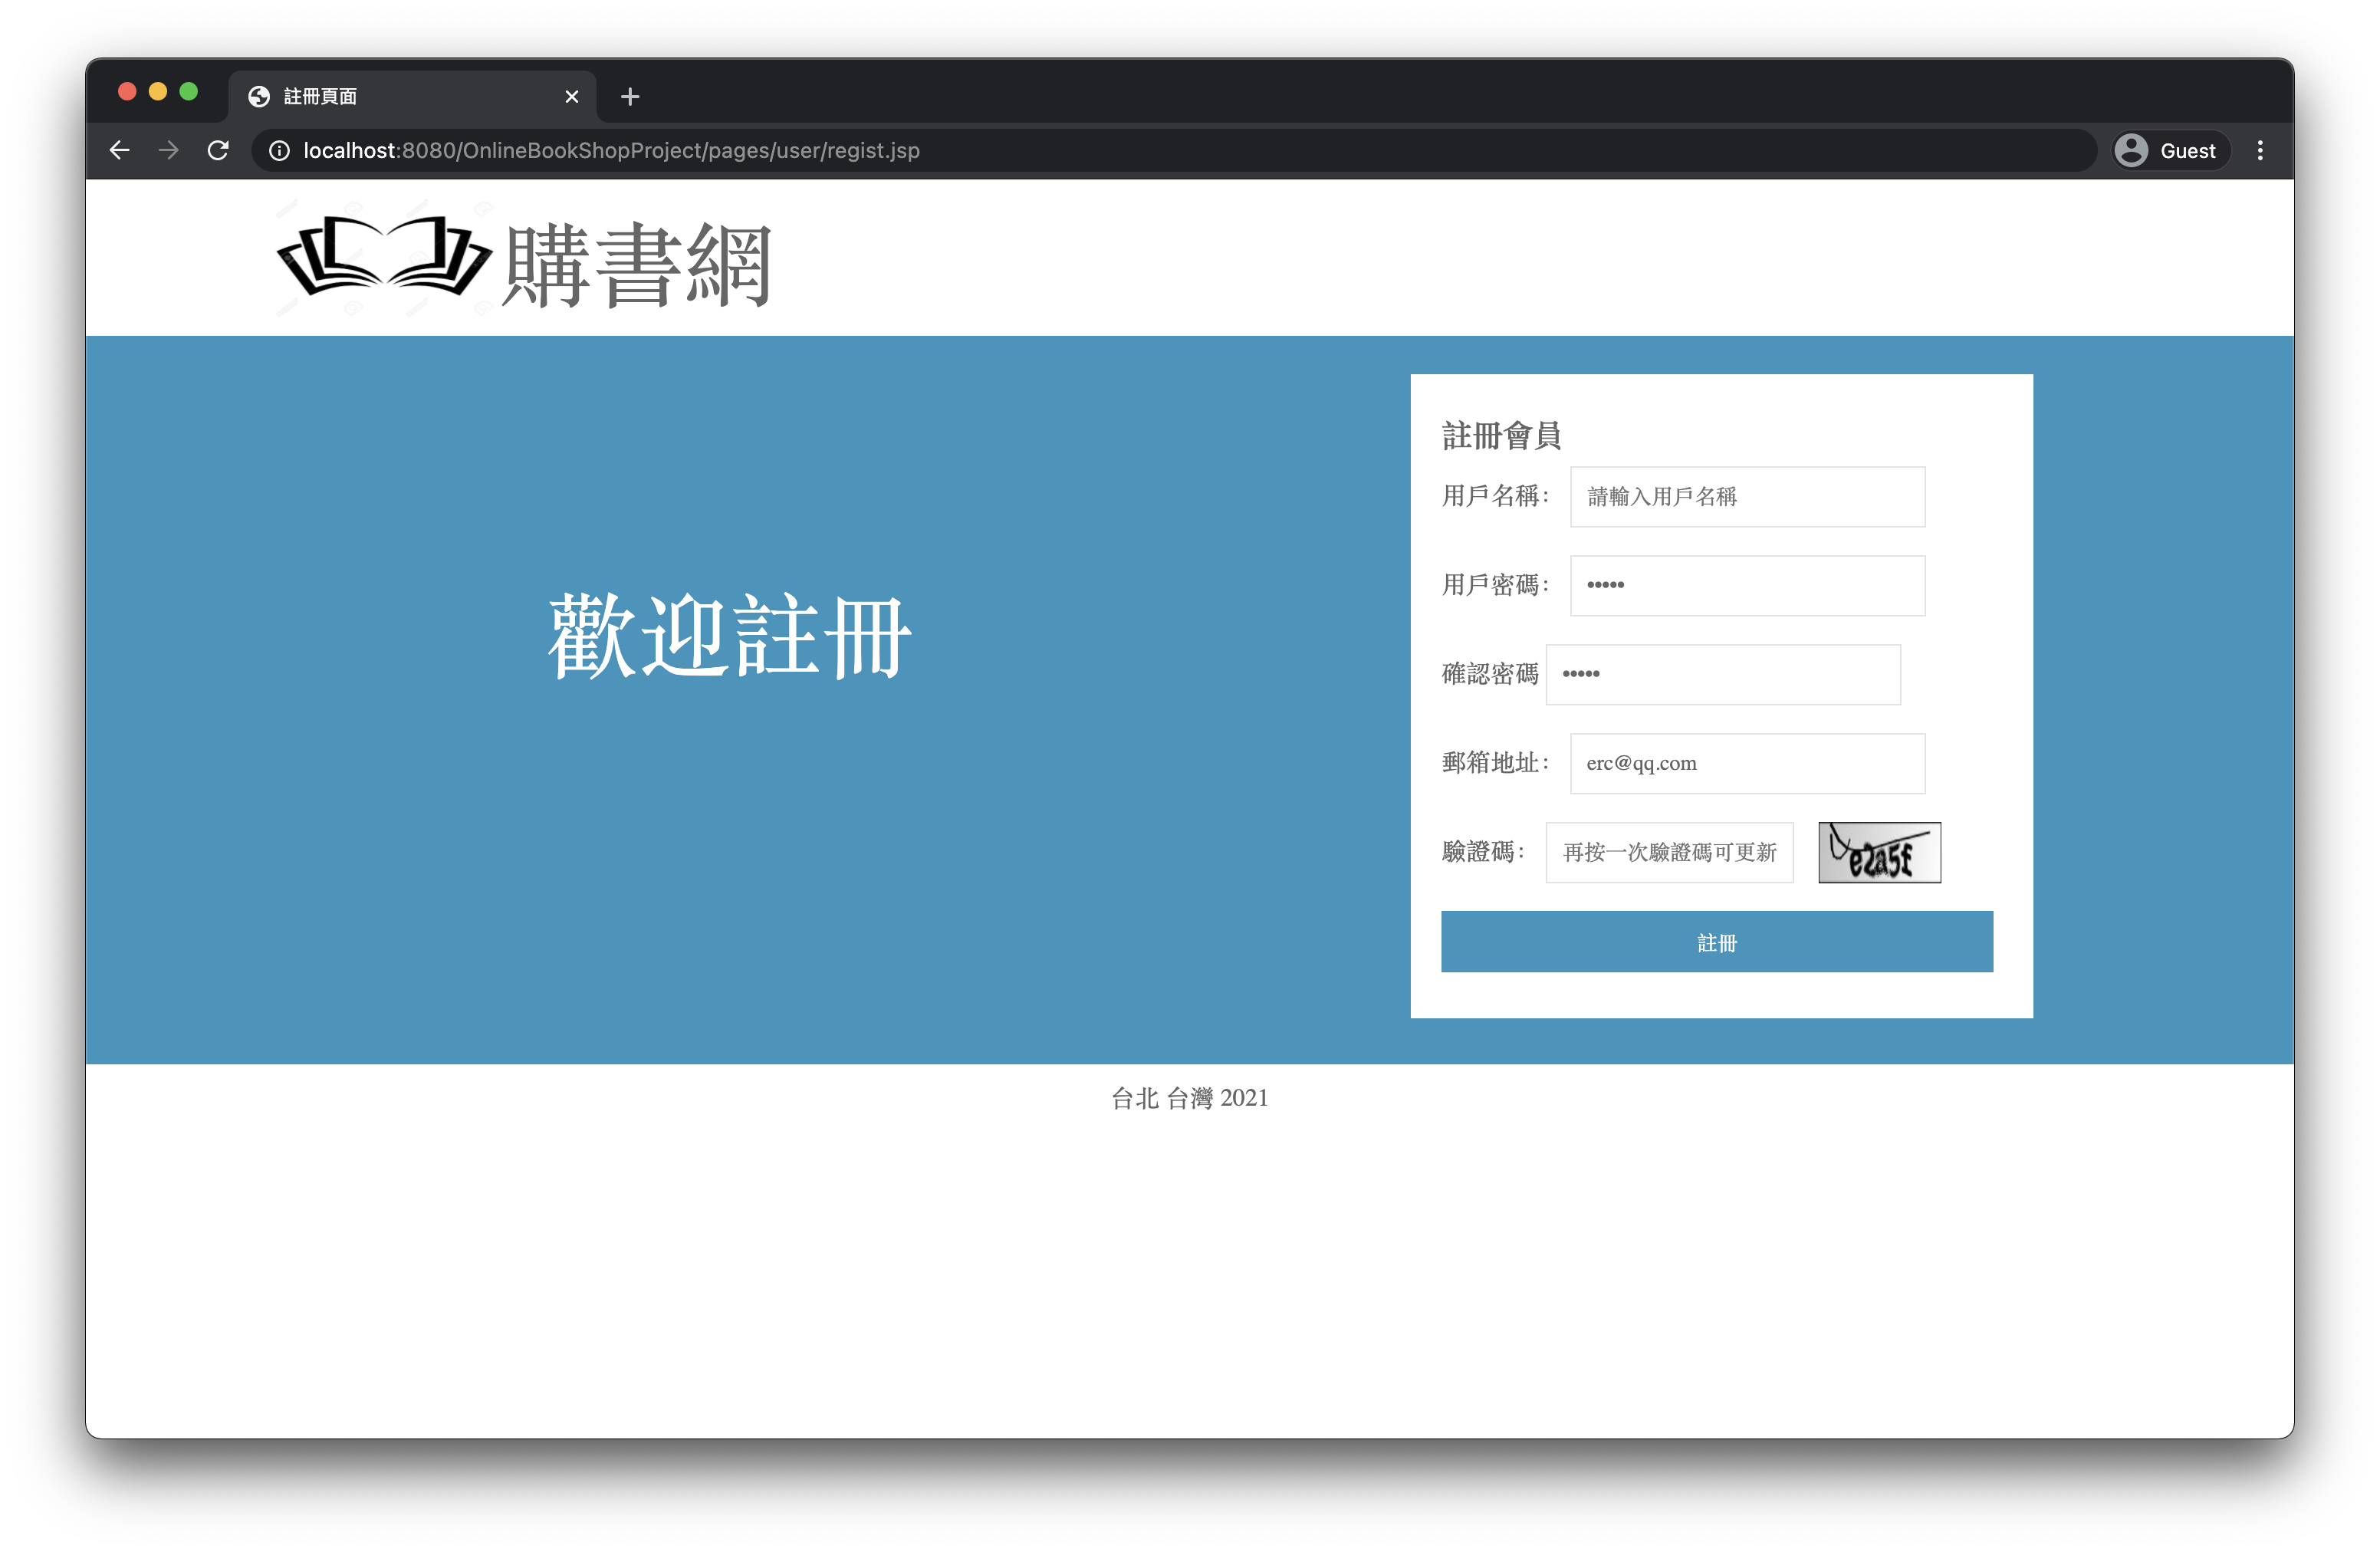 註冊頁面
localhost:8080/OnlineBookShopProject/pages/user/regist.jsp
Guest
購書網
歡迎註冊
註冊會員
用戶名稱： 請輸入用戶名稱
用戶密碼： •••••
確認密碼 •••••
郵箱地址： erc@qq.com
驗證碼： 再按一次驗證碼可更新 e2a5f
註冊
台北 台灣 2021